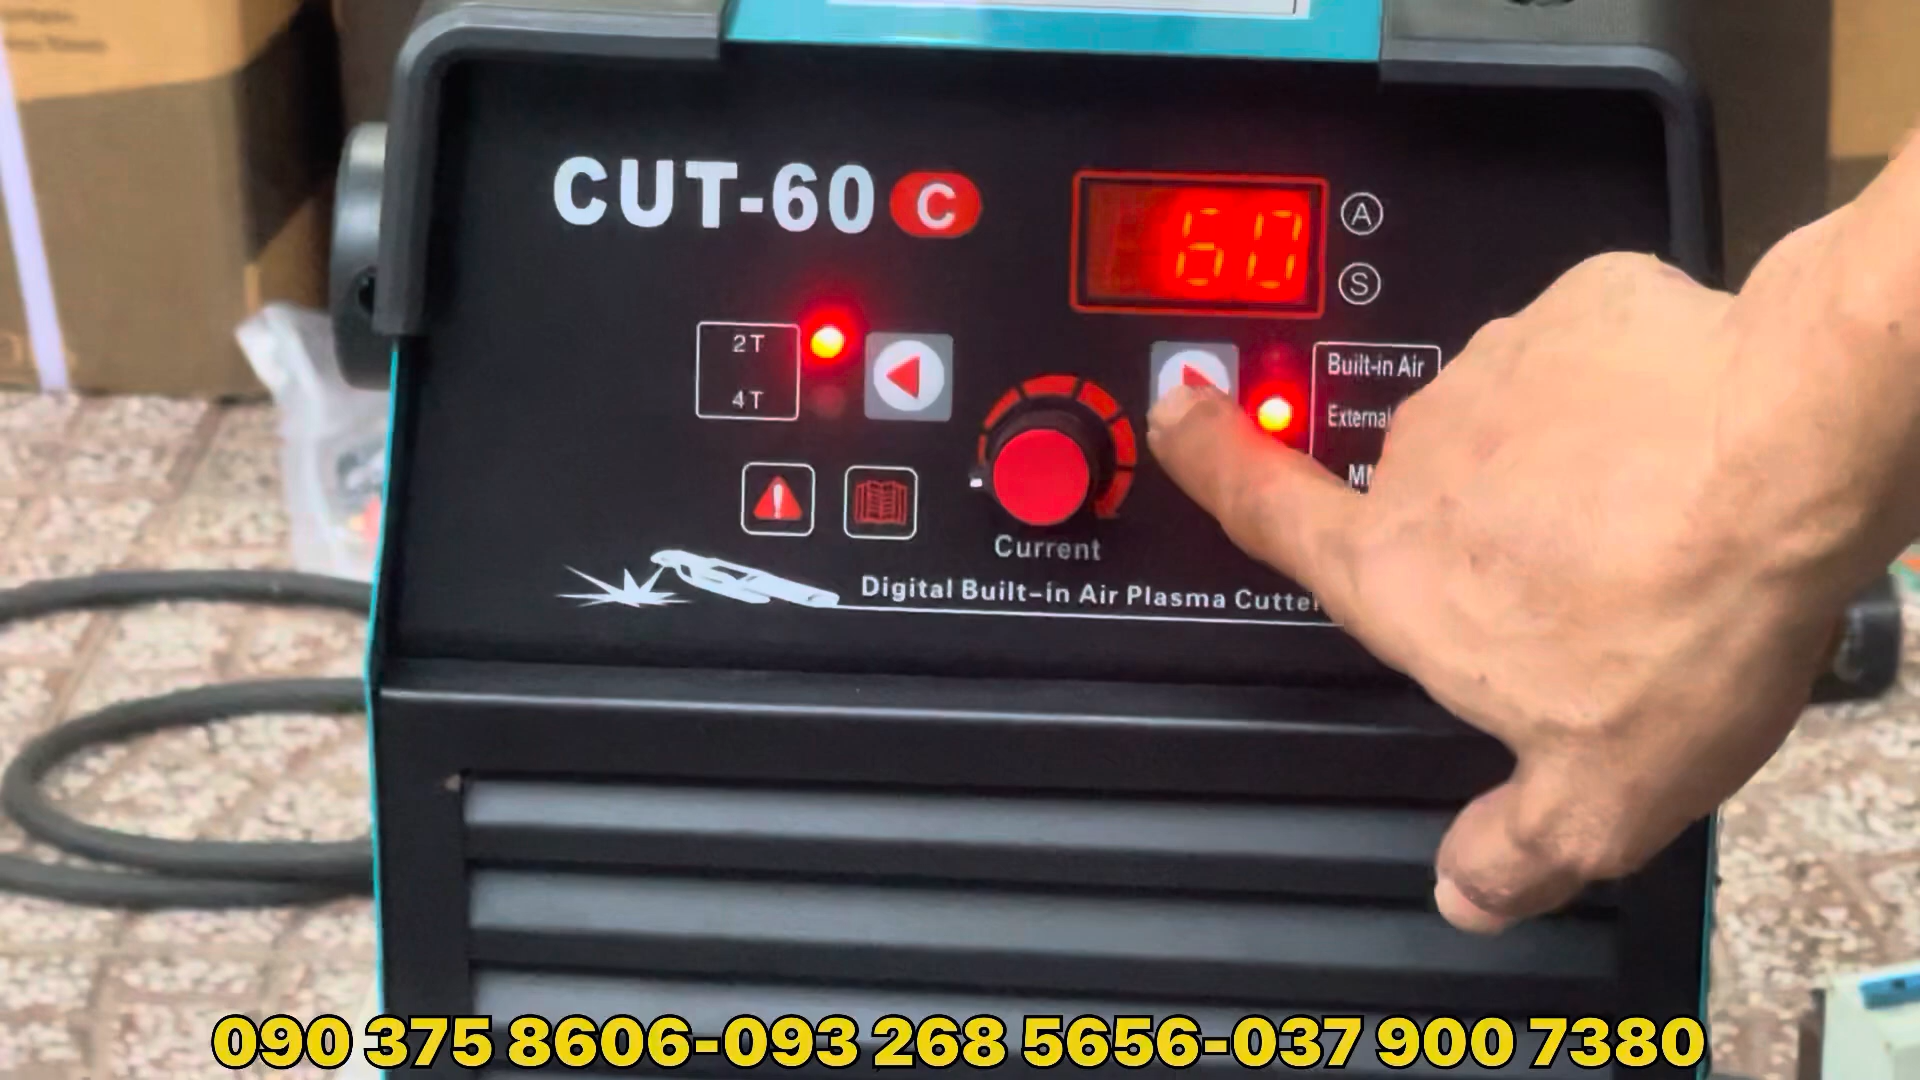 CUT-60 C
60
A
S
2T
4T
Built-in Air
External
Current
Digital Built-in Air Plasma Cutter
090 375 8606-093 268 5656-037 900 7380